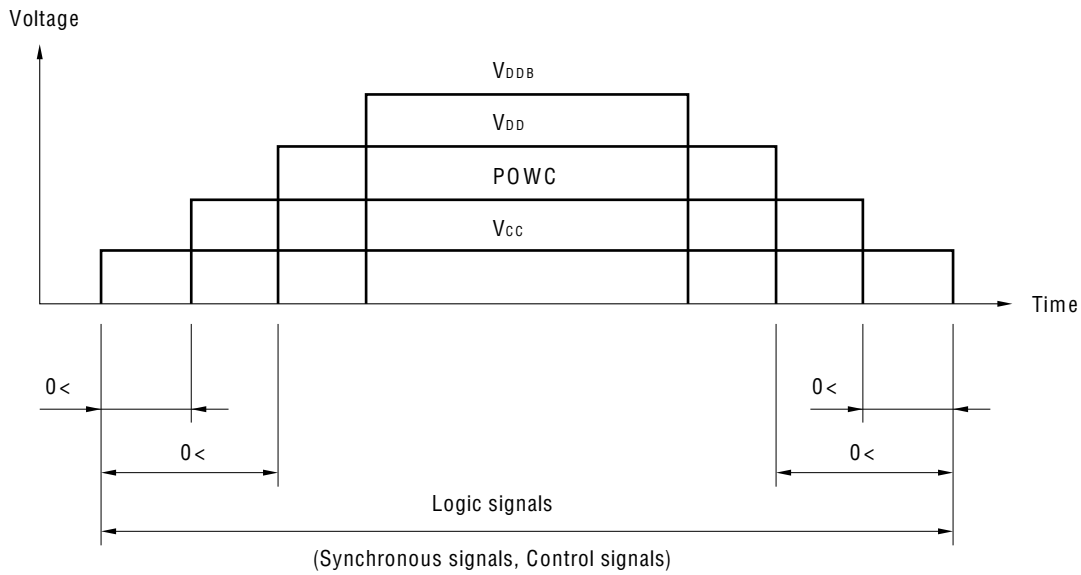 Voltage
VDDB
VDD
POWC
VCC
Time
0<
0<
0<
0<
Logic signals
(Synchronous signals, Control signals)